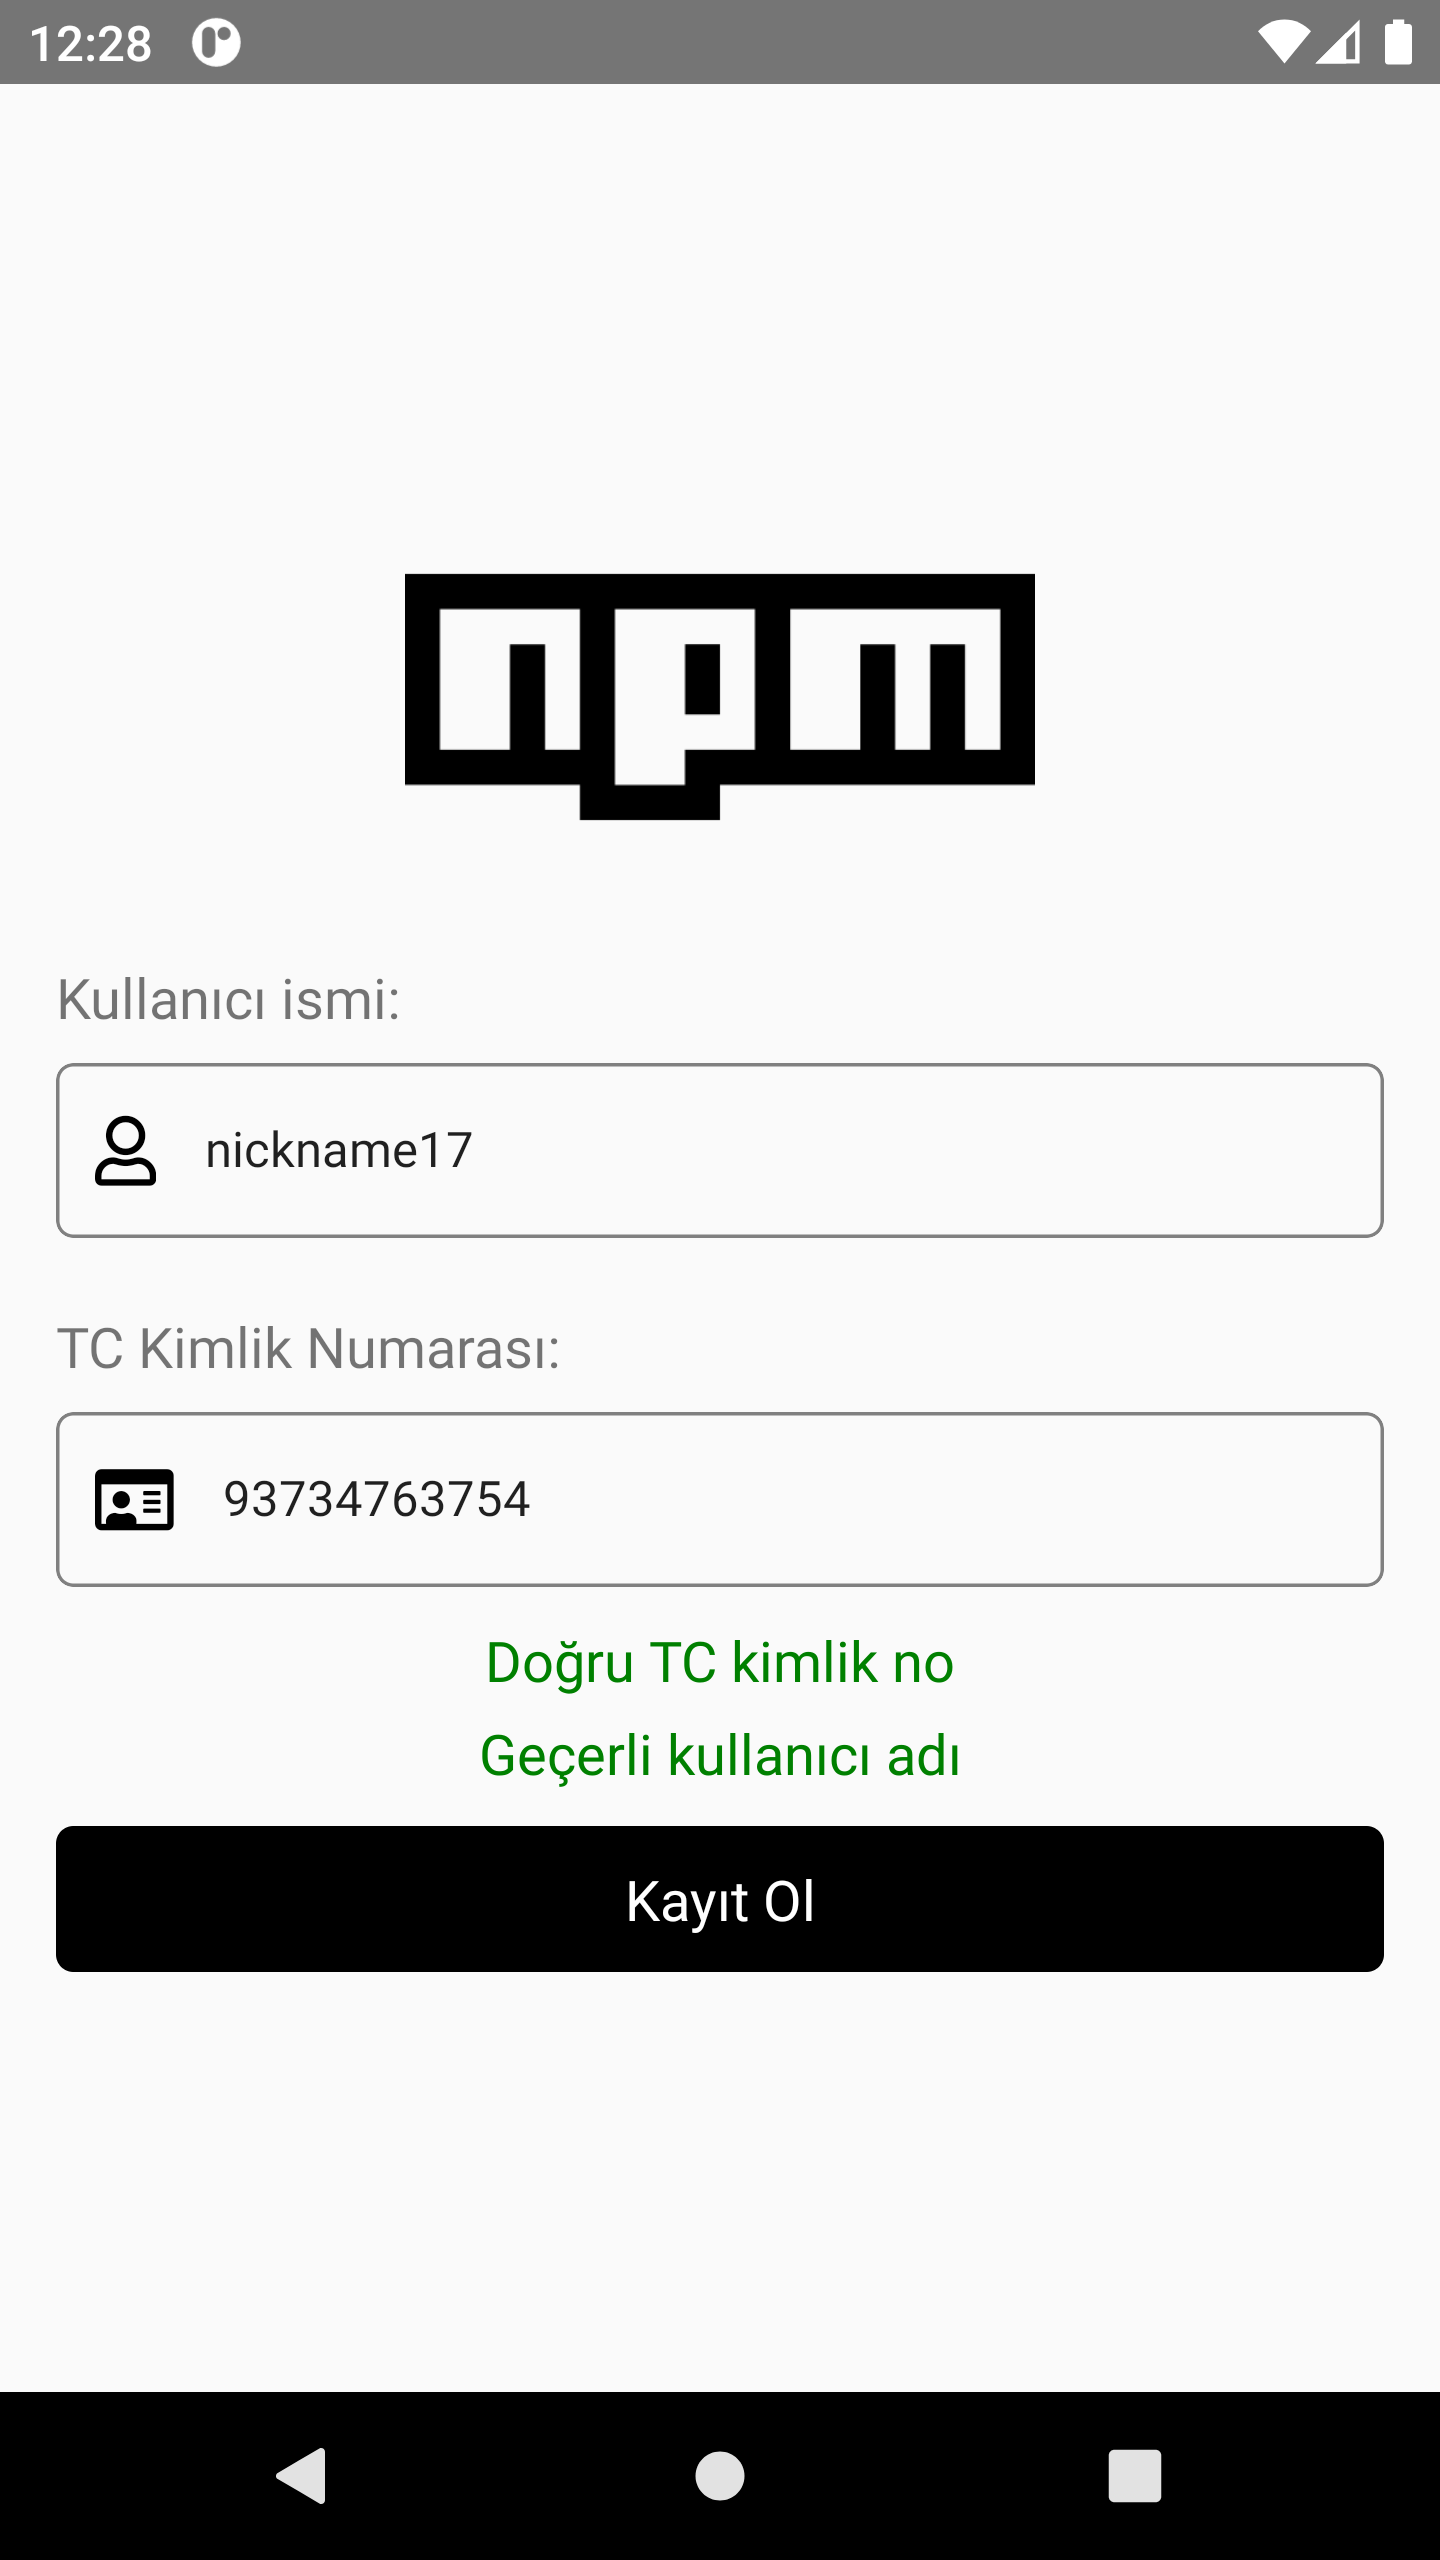 12:28
npm
Kullanıcı ismi:
nickname17
TC Kimlik Numarası:
93734763754
Doğru TC kimlik no
Geçerli kullanıcı adı
Kayıt Ol